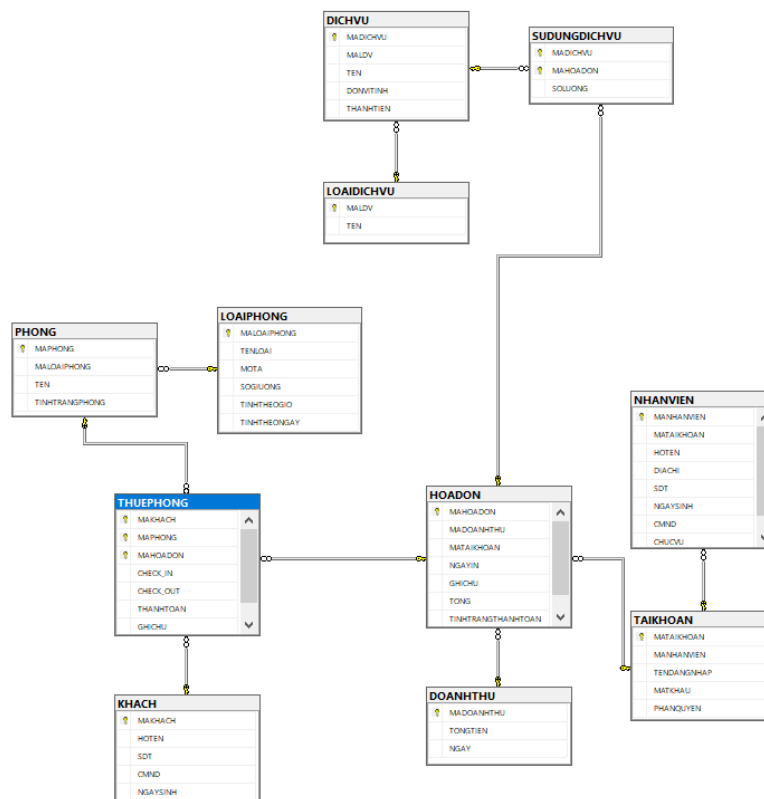 DICHVU
MADICHVU
MALDV
TEN
DONVITINH
THANHTIEN
SUDUNGDICHVU
MADICHVU
MAHOADON
SOLUONG
LOAIDICHVU
MALDV
TEN
PHONG
MAPHONG
MALOAIPHONG
TEN
TINHTRANGPHONG
LOAIPHONG
MALOAIPHONG
TENLOAI
MOTA
SOGIUONG
TINHTHEOGIO
TINHTHEONGAY
NHANVIEN
MANHANVIEN
MATAIKHOAN
HOTEN
DIACHI
SDT
NGAYSINH
CMND
CHUCVU
THUEPHONG
MAKHACH
MAPHONG
MAHOADON
CHECK_IN
CHECK_OUT
THANHTOAN
GHICHU
HOADON
MAHOADON
MADOANHTHU
MATAIKHOAN
NGAYIN
GHICHU
TONG
TINHTRANGTHANHTOAN
TAIKHOAN
MATAIKHOAN
MANHANVIEN
TENDANGNHAP
MATKHAU
PHANQUYEN
KHACH
MAKHACH
HOTEN
SDT
CMND
NGAYSINH
DOANHTHU
MADOANHTHU
TONGTIEN
NGAY